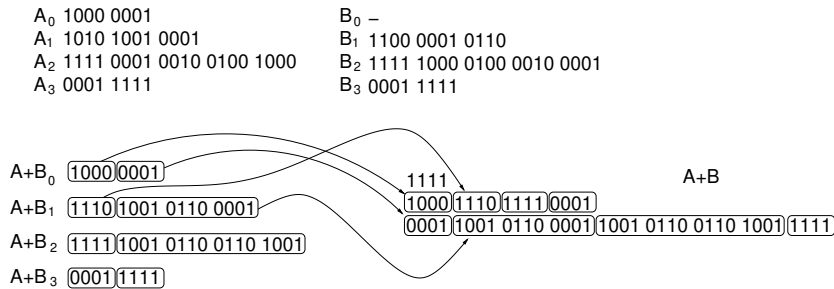 A0 1000 0001
A1 1010 1001 0001
A2 1111 0001 0010 0100 1000
A3 0001 1111
B0 –
B1 1100 0001 0110
B2 1111 1000 0100 0010 0001
B3 0001 1111
A+B0 1000 0001
A+B1 1110 1001 0110 0001
A+B2 1111 1001 0110 0110 1001
A+B3 0001 1111
A+B
1111
1000 1110 1111 0001
0001 1001 0110 0001 1001 0110 0110 1001 1111